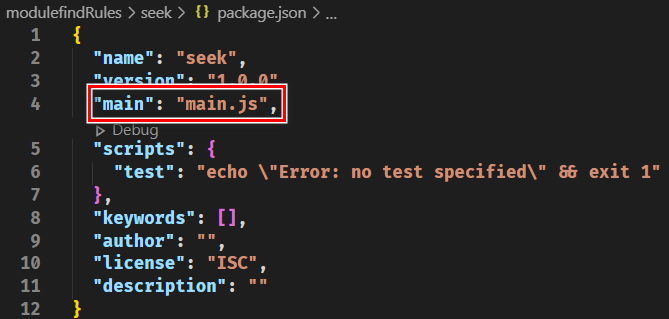 modulefindRules > seek > {} package.json > ...
1 {
2 "name": "seek",
3 "version": "1.0.0",
4 "main": "main.js",
Debug
5 "scripts": {
6 "test": "echo \"Error: no test specified\" && exit 1"
7 },
8 "keywords": [],
9 "author": "",
10 "license": "ISC",
11 "description": ""
12 }